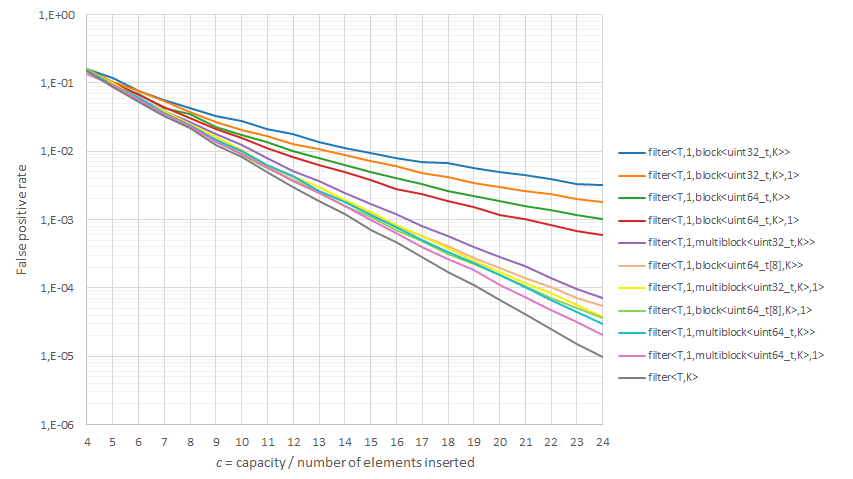 1,E+00
1,E-01
1,E-02
1,E-03
1,E-04
1,E-05
1,E-06
False positive rate
4 5 6 7 8 9 10 11 12 13 14 15 16 17 18 19 20 21 22 23 24
c = capacity / number of elements inserted
filter<T,1,block<uint32_t,K>>
filter<T,1,block<uint32_t,K>,1>
filter<T,1,block<uint64_t,K>>
filter<T,1,block<uint64_t,K>,1>
filter<T,1,multiblock<uint32_t,K>>
filter<T,1,block<uint64_t[8],K>>
filter<T,1,multiblock<uint32_t,K>,1>
filter<T,1,block<uint64_t[8],K>,1>
filter<T,1,multiblock<uint64_t,K>>
filter<T,1,multiblock<uint64_t,K>,1>
filter<T,K>